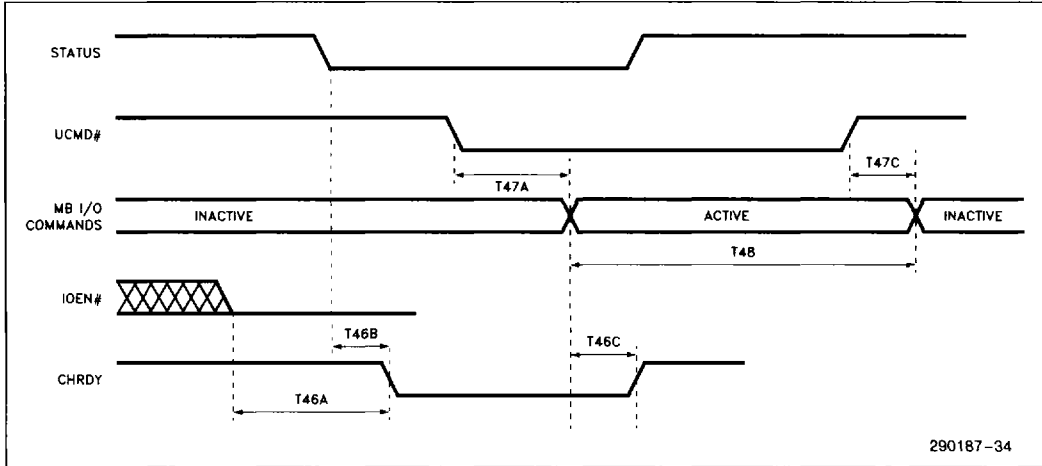 STATUS
UCMD#
T47A
T47C
MB I/O
COMMANDS
INACTIVE
ACTIVE
INACTIVE
T48
IOEN#
T46B
T46C
CHRDY
T46A
290187-34